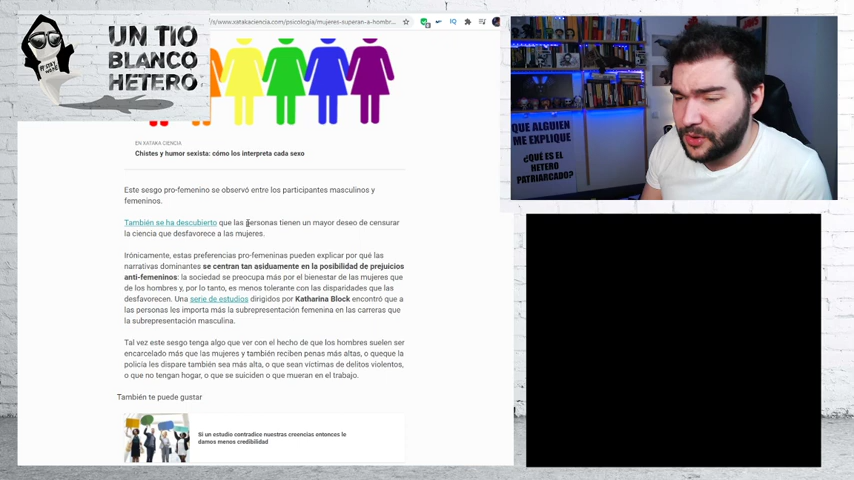 UN TIO
BLANCO
HETERO
/s/www.xatakaciencia.com/psicologia/mujeres-superan-a-hombr...
EN XATAKA CIENCIA
Chistes y humor sexista: cómo los interpreta cada sexo
Este sesgo pro-femenino se observó entre los participantes masculinos y
femeninos.
También se ha descubierto que las personas tienen un mayor deseo de censurar
la ciencia que desfavorece a las mujeres.
Irónicamente, estas preferencias pro-femeninas pueden explicar por qué las
narrativas dominantes se centran tan asiduamente en la posibilidad de prejuicios
anti-femeninos: la sociedad se preocupa más por el bienestar de las mujeres que
de los hombres y, por lo tanto, es menos tolerante con las disparidades que las
desfavorecen. Una serie de estudios dirigidos por Katharina Block encontró que a
las personas les importa más la subrepresentación femenina en las carreras que
la subrepresentación masculina.
Tal vez este sesgo tenga algo que ver con el hecho de que los hombres suelen ser
encarcelado más que las mujeres y también reciben penas más altas, o queque la
policía les dispare también sea más alta, o que sean víctimas de delitos violentos,
o que no tengan hogar, o que se suiciden o que mueran en el trabajo.
También te puede gustar
Si un estudio contradice nuestras creencias entonces le
damos menos credibilidad
QUE ALGUIEN
ME EXPLIQUE
¿QUÉ ES EL
HETERO
PATRIARCADO?